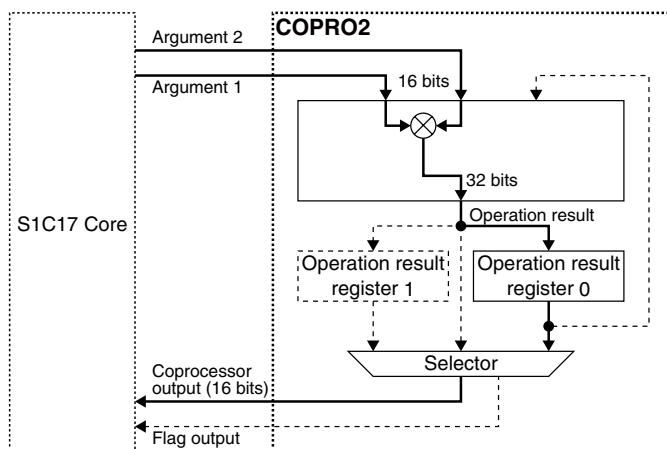 COPRO2
Argument 2
Argument 1
16 bits
32 bits
S1C17 Core
Operation result
Operation result
register 1
Operation result
register 0
Selector
Coprocessor
output (16 bits)
Flag output